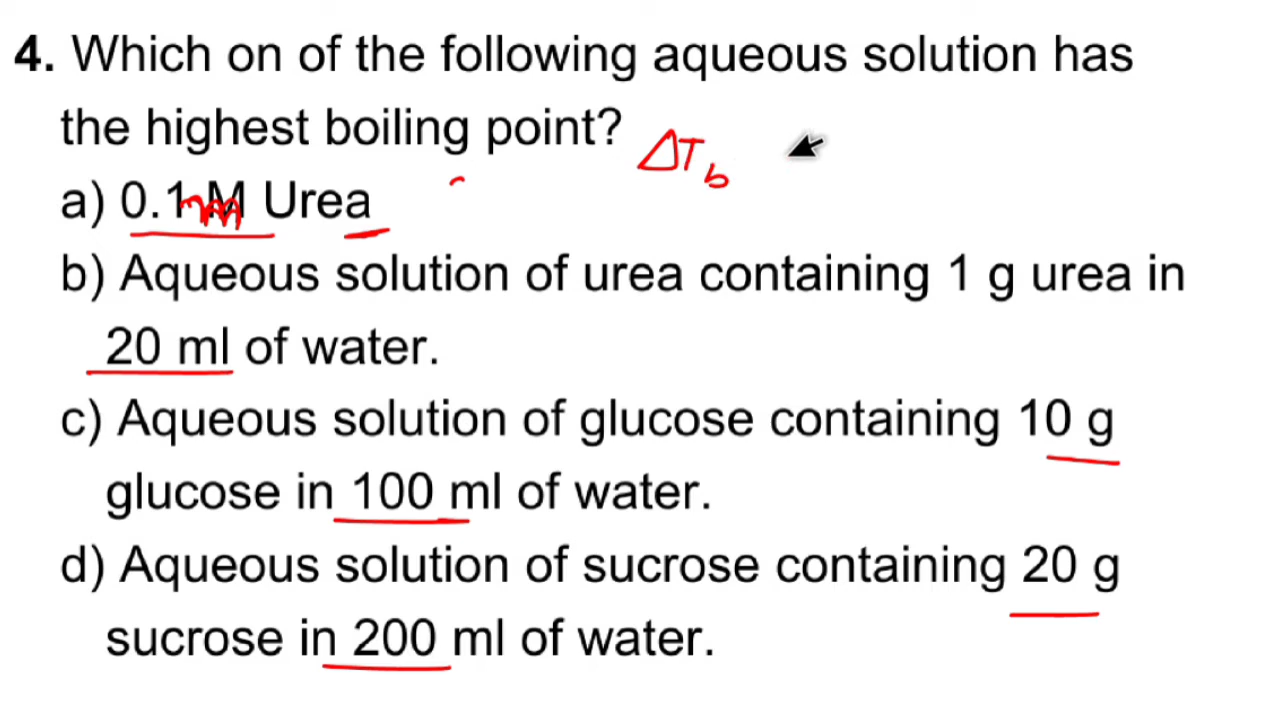 4. Which on of the following aqueous solution has
the highest boiling point?
ΔTb
a) 0.1 M Urea
b) Aqueous solution of urea containing 1 g urea in
20 ml of water.
c) Aqueous solution of glucose containing 10 g
glucose in 100 ml of water.
d) Aqueous solution of sucrose containing 20 g
sucrose in 200 ml of water.